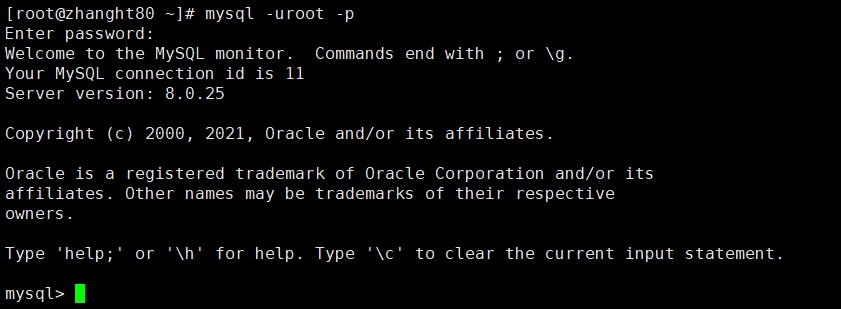 [root@zhanght80 ~]# mysql -uroot -p
Enter password:
Welcome to the MySQL monitor.  Commands end with ; or \g.
Your MySQL connection id is 11
Server version: 8.0.25
Copyright (c) 2000, 2021, Oracle and/or its affiliates.
Oracle is a registered trademark of Oracle Corporation and/or its
affiliates. Other names may be trademarks of their respective
owners.
Type 'help;' or '\h' for help. Type '\c' to clear the current input statement.
mysql>